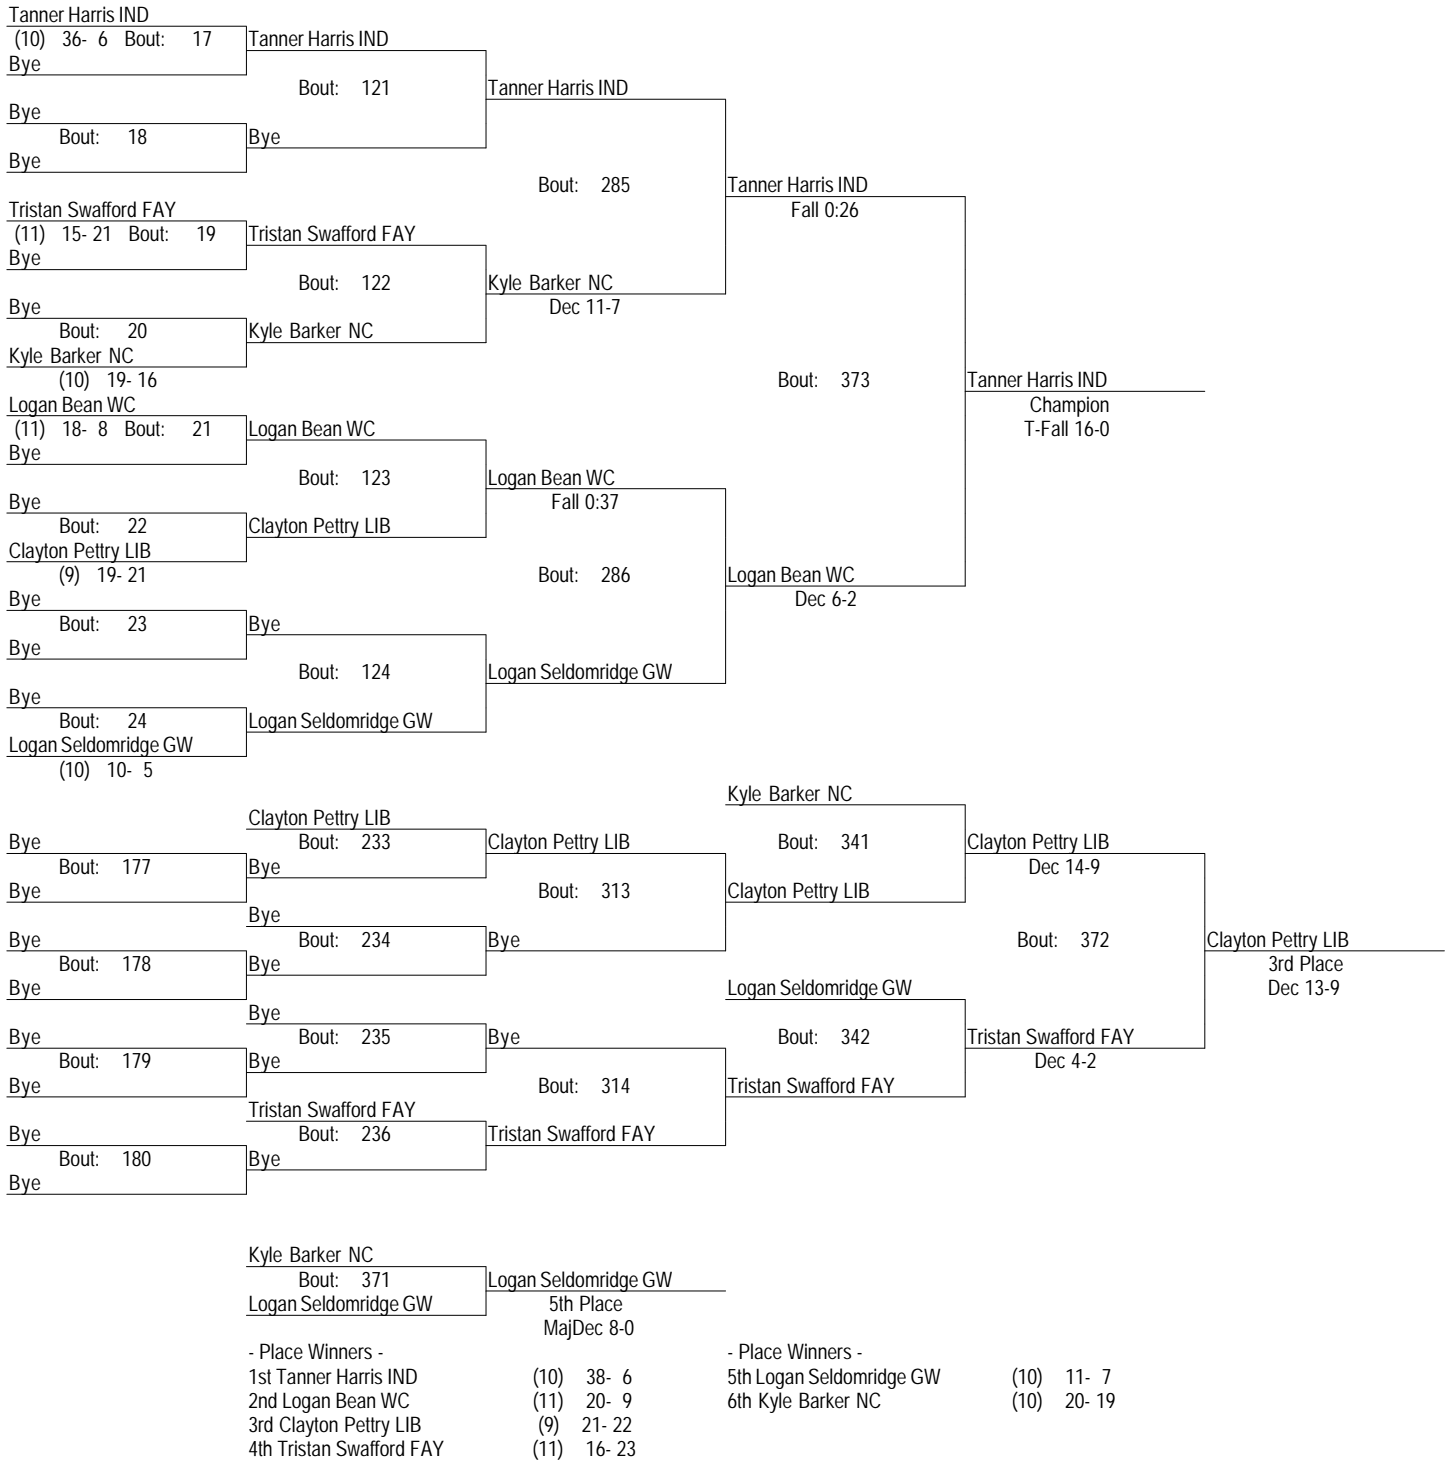 Tanner Harris IND
(10) 36- 6 Bout: 17 Tanner Harris IND
Bye
Bout: 121 Tanner Harris IND
Bye
Bout: 18 Bye
Bye
Bout: 285 Tanner Harris IND
Fall 0:26
Tristan Swafford FAY
(11) 15- 21 Bout: 19 Tristan Swafford FAY
Bye
Bout: 122 Kyle Barker NC
Dec 11-7
Bye
Bout: 20 Kyle Barker NC
Kyle Barker NC
(10) 19- 16
Bout: 373 Tanner Harris IND
Champion
T-Fall 16-0
Logan Bean WC
(11) 18- 8 Bout: 21 Logan Bean WC
Bye
Bout: 123 Logan Bean WC
Fall 0:37
Bye
Bout: 22 Clayton Pettry LIB
Clayton Pettry LIB
(9) 19- 21
Bout: 286 Logan Bean WC
Dec 6-2
Bye
Bout: 23 Bye
Bye
Bout: 124 Logan Seldomridge GW
Bye
Bout: 24 Logan Seldomridge GW
Logan Seldomridge GW
(10) 10- 5
Kyle Barker NC
Clayton Pettry LIB
Bye Bout: 233 Clayton Pettry LIB Bout: 341 Clayton Pettry LIB
Bout: 177 Bye Dec 14-9
Bye Bout: 313 Clayton Pettry LIB
Bye
Bye Bout: 234 Bye Bout: 372 Clayton Pettry LIB
Bout: 178 Bye 3rd Place
Bye Logan Seldomridge GW Dec 13-9
Bye
Bye Bout: 235 Bye Bout: 342 Tristan Swafford FAY
Bout: 179 Bye Dec 4-2
Bye Bout: 314 Tristan Swafford FAY
Tristan Swafford FAY
Bye Bout: 236 Tristan Swafford FAY
Bout: 180 Bye
Bye
Kyle Barker NC
Bout: 371 Logan Seldomridge GW
Logan Seldomridge GW 5th Place
MajDec 8-0
- Place Winners - - Place Winners -
1st Tanner Harris IND (10) 38- 6 5th Logan Seldomridge GW (10) 11- 7
2nd Logan Bean WC (11) 20- 9 6th Kyle Barker NC (10) 20- 19
3rd Clayton Pettry LIB (9) 21- 22
4th Tristan Swafford FAY (11) 16- 23